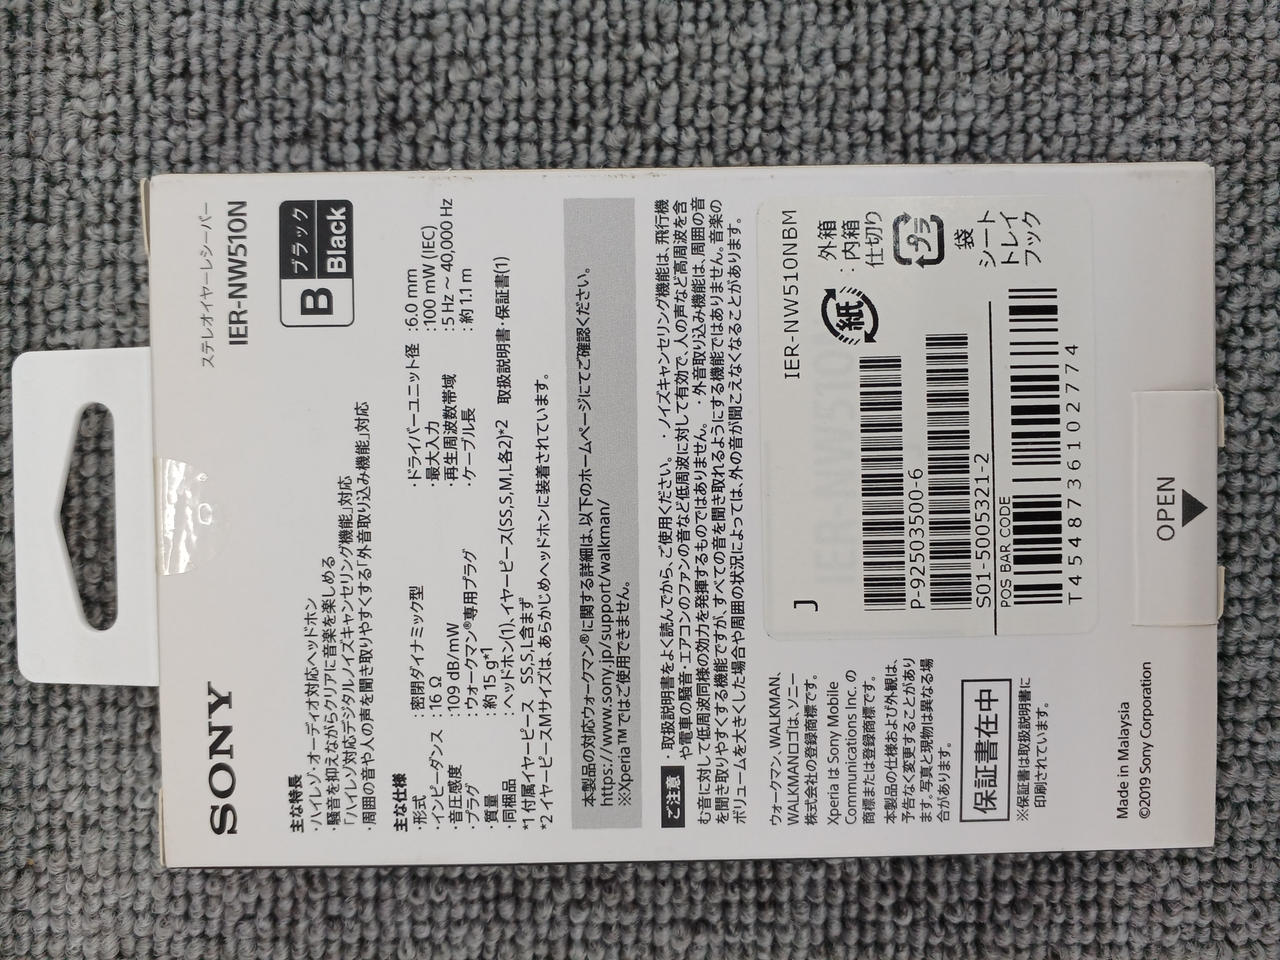 SONY
ステレオイヤーレシーバー
IER-NW510N
B
ブラック
Black
主な特長
・ハイレゾ・オーディオ対応ヘッドホン
・騒音を抑えながらクリアに音楽を楽しめる
「ハイレゾ対応デジタルノイズキャンセリング機能」対応
・周囲の音や人の声を聞き取りやすくする「外音取り込み機能」対応
主な仕様
・形式 : 密閉ダイナミック型
・インピーダンス : 16 Ω
・音圧感度 : 109 dB/mW
・プラグ : ウォークマン®専用プラグ
・質量 : 約 15 g*1
・同梱品 : ヘッドホン(1)、イヤーピース(SS,S,M,L各2)*2 取扱説明書・保証書(1)
・ドライバーユニット径 : 6.0 mm
・最大入力 : 100 mW (IEC)
・再生周波数帯域 : 5 Hz～40,000 Hz
・ケーブル長 : 約 1.1 m
*1 付属イヤーピース SS,S,L含まず
*2 イヤーピースMサイズは、あらかじめヘッドホンに装着されています。
本製品の対応ウォークマン®に関する詳細は、以下のホームページにてご確認ください。
https://www.sony.jp/support/walkman/
※Xperia™ではご使用できません。
ご注意 ・取扱説明書をよく読んでから、ご使用ください。 ・ノイズキャンセリング機能は、飛行機
や電車の騒音・エアコンのファンの音など低周波に対して有効で、人の声など高周波を含
む音に対して低周波同様の効力を発揮するものではありません。 ・外音取り込み機能は、周囲の音
を聞き取りやすくする機能ですが、すべての音を聞き取れるようにする機能ではありません。音楽の
ボリュームを大きくした場合や周囲の状況によっては、外の音が聞こえなくなることがあります。
ウォークマン, WALKMAN,
WALKMANロゴは、ソニー
株式会社の登録商標です。
Xperia は Sony Mobile
Communications Inc. の
商標または登録商標です。
本製品の仕様および外観は、
予告なく変更することがあり
ます。写真と現物は異なる場
合があります。
保証書在中
※保証書は取扱説明書に
印刷されています。
Made in Malaysia
©2019 Sony Corporation
J
IER-NW510NBM
紙
: 外箱
: 内箱
仕切り
プラ
袋
シート
トレイ
フック
P-92503500-6
S01-5005321-2
POS BAR CODE
T4548736102774
OPEN